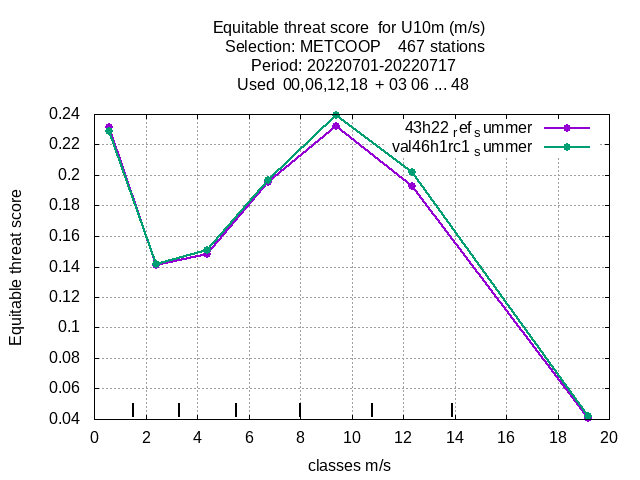 Equitable threat score  for U10m (m/s)
Selection: METCOOP    467 stations
Period: 20220701-20220717
Used  00,06,12,18  + 03 06 ... 48
43h22 ref summer
val46h1rc1 summer
0.24
0.22
0.2
0.18
0.16
0.14
0.12
0.1
0.08
0.06
0.04
Equitable threat score
0 2 4 6 8 10 12 14 16 18 20
classes m/s